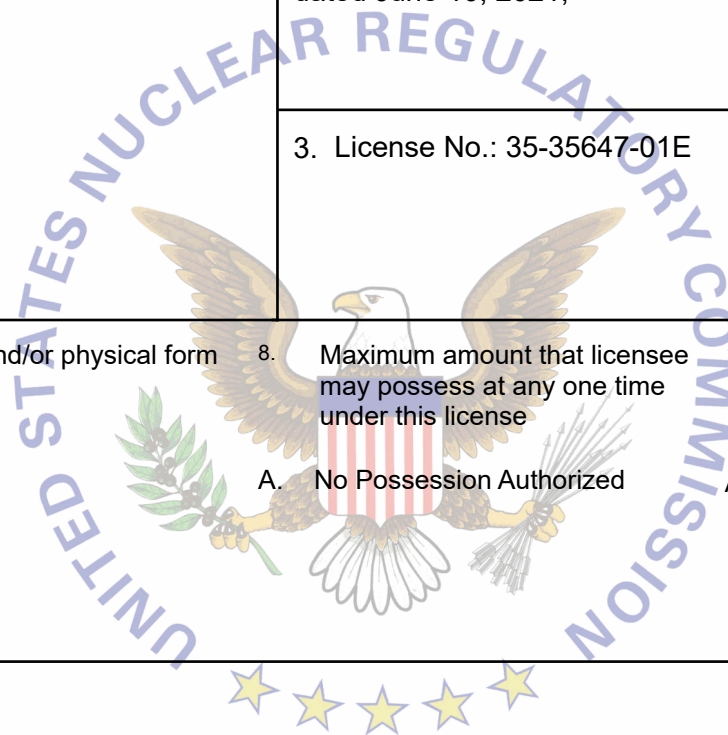 3. License No.: 35-35647-01E
nd/or physical form
8. Maximum amount that licensee
may possess at any one time
under this license
A. No Possession Authorized
UNITED STATES NUCLEAR REGULATORY COMMISSION